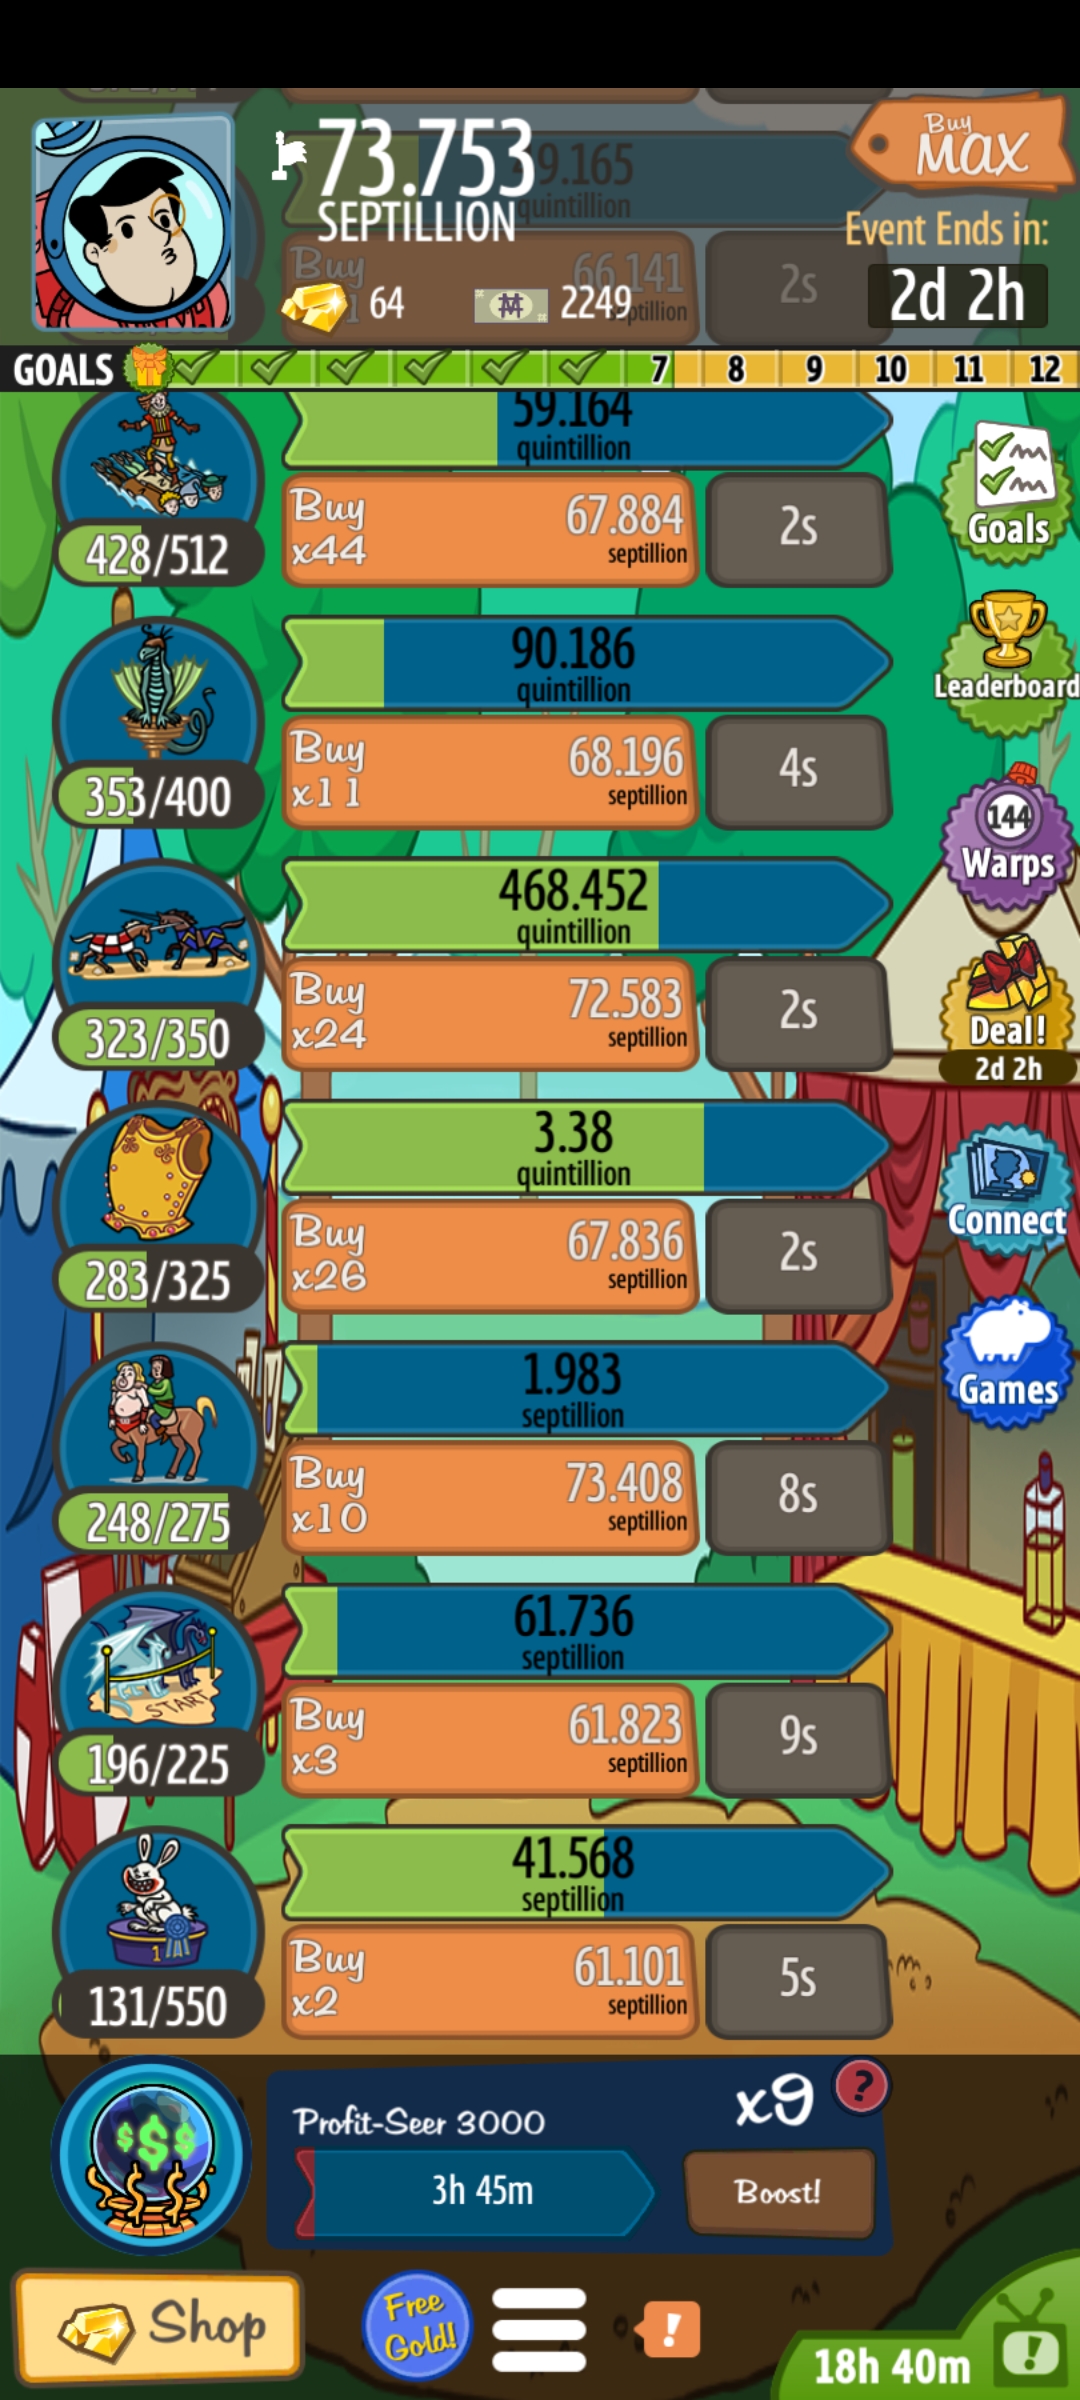 73.753
SEPTILLION
Buy
MAX
9.165
quintillion
Event Ends in:
2d 2h
Buy
66.141
septillion
2s
64
2249
GOALS
7
8
9
10
11
12
59.164
quintillion
428/512
Buy
x44
67.884
septillion
2s
Goals
90.186
quintillion
353/400
Buy
x11
68.196
septillion
4s
Leaderboard
468.452
quintillion
323/350
Buy
x24
72.583
septillion
2s
144
Warps
Deal!
2d 2h
3.38
quintillion
283/325
Buy
x26
67.836
septillion
2s
Connect
1.983
septillion
248/275
Buy
x10
73.408
septillion
8s
Games
61.736
septillion
START
196/225
Buy
x3
61.823
septillion
9s
41.568
septillion
1
131/550
Buy
x2
61.101
septillion
5s
$$$
Profit-Seer 3000
x9
?
3h 45m
Boost!
Shop
Free
Gold!
!
18h 40m
!